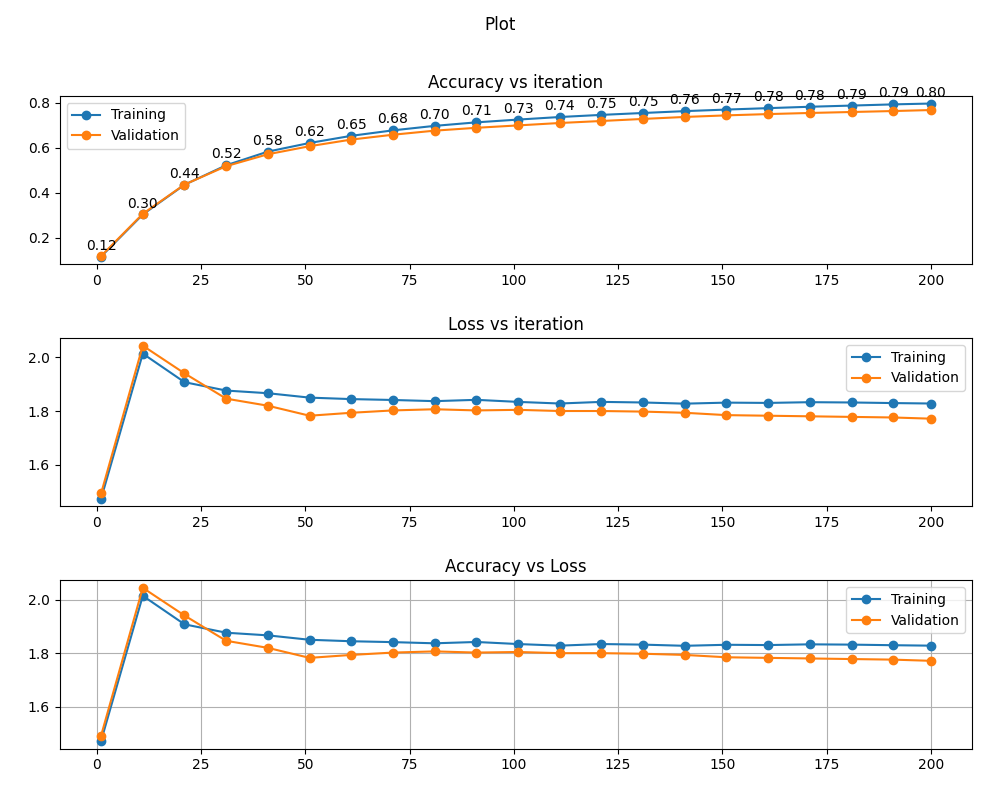 Plot
Accuracy vs iteration
Training
Validation
0.12 0.30 0.44 0.52 0.58 0.62 0.65 0.68 0.70 0.71 0.73 0.74 0.75 0.75 0.76 0.77 0.78 0.78 0.79 0.79 0.80
0.8
0.6
0.4
0.2
0 25 50 75 100 125 150 175 200
Loss vs iteration
Training
Validation
2.0
1.8
1.6
0 25 50 75 100 125 150 175 200
Accuracy vs Loss
Training
Validation
2.0
1.8
1.6
0 25 50 75 100 125 150 175 200